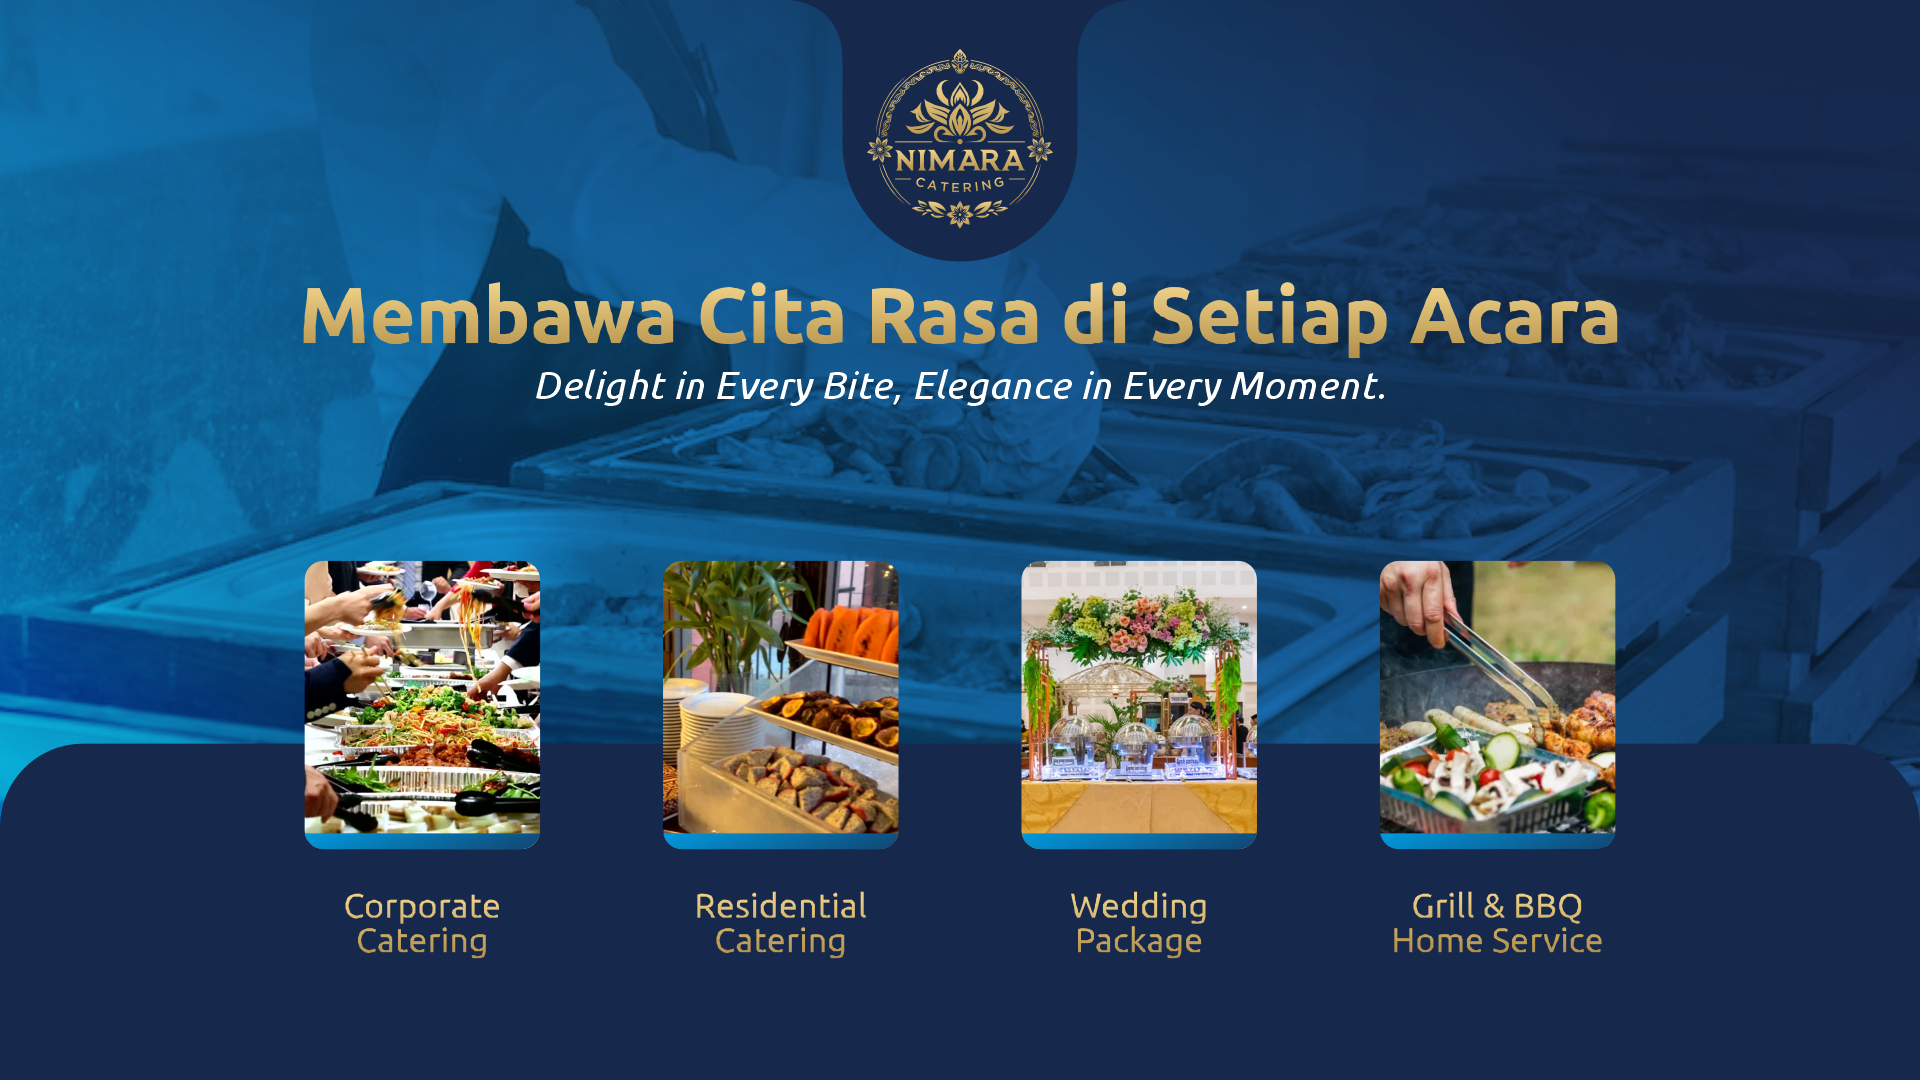 NIMARA
CATERING
Membawa Cita Rasa di Setiap Acara
Delight in Every Bite, Elegance in Every Moment.
Corporate
Catering
Residential
Catering
Wedding
Package
Grill & BBQ
Home Service